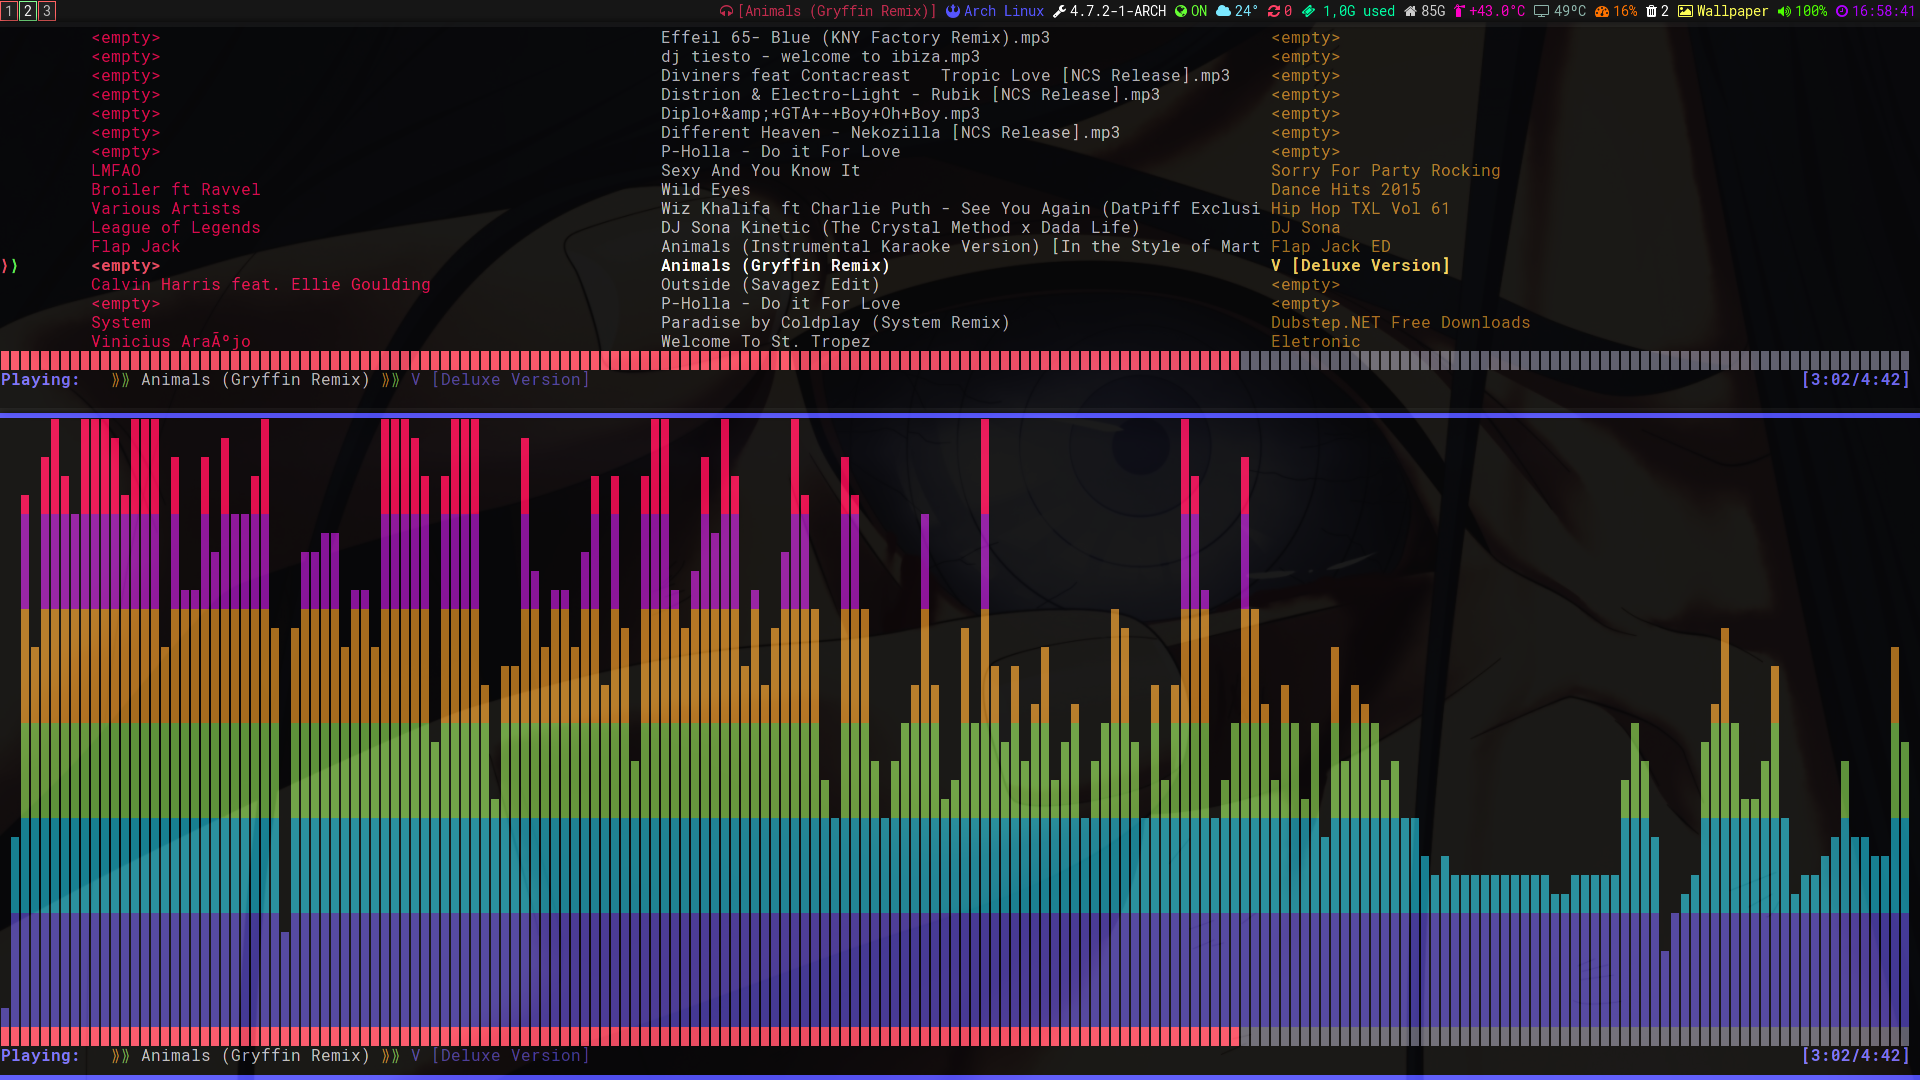 1 2 3 [Animals (Gryffin Remix)] Arch Linux 4.7.2-1-ARCH ON 24° 0 1,0G used 85G +43.0°C 49ºC 16% 2 Wallpaper 100% 16:58:41
<empty> Effeil 65- Blue (KNY Factory Remix).mp3 <empty>
<empty> dj tiesto - welcome to ibiza.mp3 <empty>
<empty> Diviners feat Contacreast   Tropic Love [NCS Release].mp3 <empty>
<empty> Distrion & Electro-Light - Rubik [NCS Release].mp3 <empty>
<empty> Diplo+&amp;+GTA+-+Boy+Oh+Boy.mp3 <empty>
<empty> Different Heaven - Nekozilla [NCS Release].mp3 <empty>
<empty> P-Holla - Do it For Love <empty>
LMFAO Sexy And You Know It Sorry For Party Rocking
Broiler ft Ravvel Wild Eyes Dance Hits 2015
Various Artists Wiz Khalifa ft Charlie Puth - See You Again (DatPiff Exclusi Hip Hop TXL Vol 61
League of Legends DJ Sona Kinetic (The Crystal Method x Dada Life) DJ Sona
Flap Jack Animals (Instrumental Karaoke Version) [In the Style of Mart Flap Jack ED
⟩⟩ <empty> Animals (Gryffin Remix) V [Deluxe Version]
Calvin Harris feat. Ellie Goulding Outside (Savagez Edit) <empty>
<empty> P-Holla - Do it For Love <empty>
System Paradise by Coldplay (System Remix) Dubstep.NET Free Downloads
Vinicius AraÃºjo Welcome To St. Tropez Eletronic
Playing: ⟫⟫ Animals (Gryffin Remix) ⟫⟫ V [Deluxe Version] [3:02/4:42]
Playing: ⟫⟫ Animals (Gryffin Remix) ⟫⟫ V [Deluxe Version] [3:02/4:42]